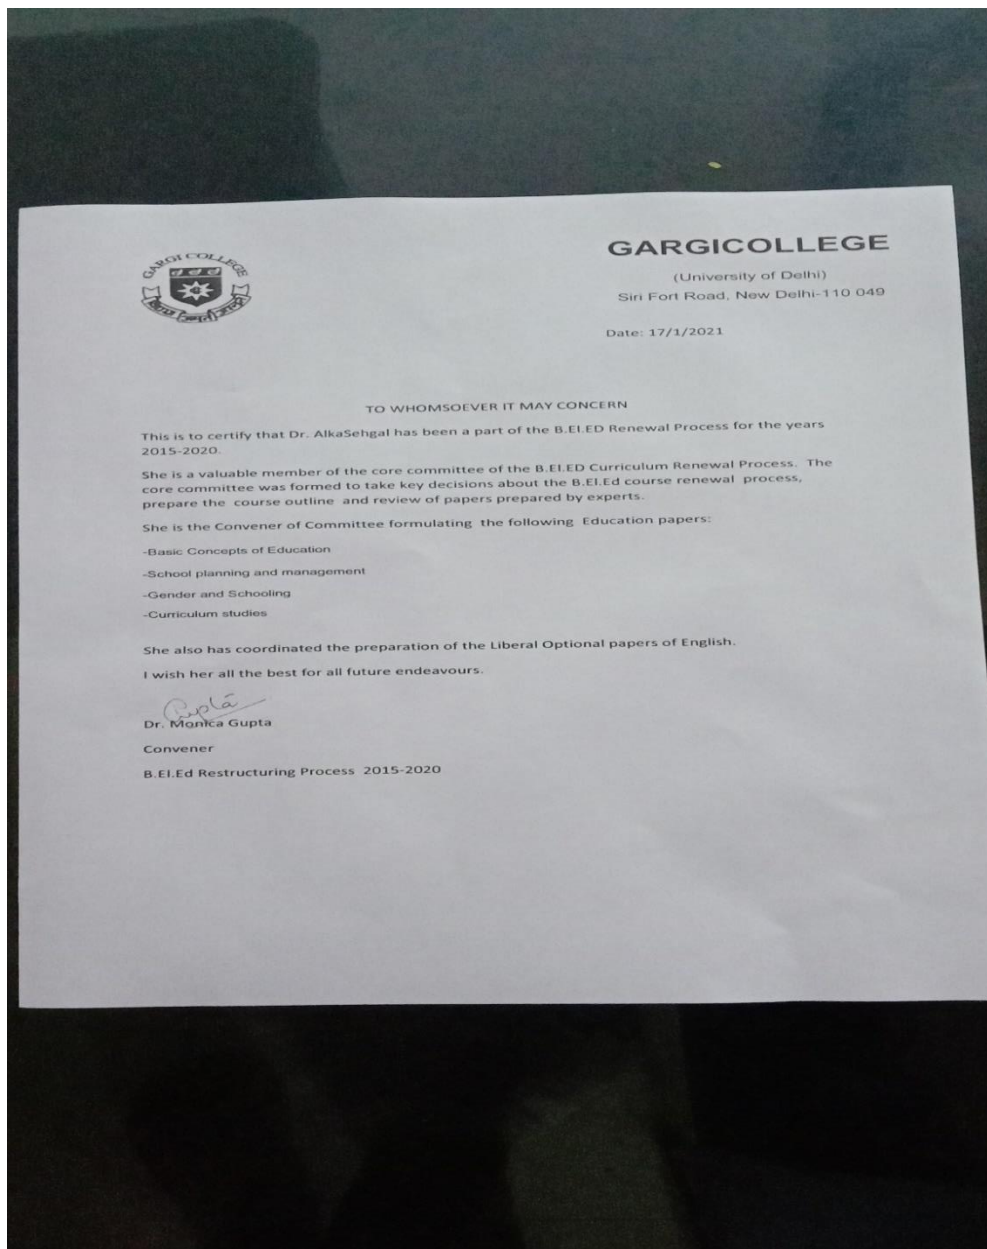 GARGI COLLEGE
GARGICOLLEGE
(University of Delhi)
Siri Fort Road, New Delhi-110 049
Date: 17/1/2021
TO WHOMSOEVER IT MAY CONCERN
This is to certify that Dr. AlkaSehgal has been a part of the B.El.ED Renewal Process for the years
2015-2020.
She is a valuable member of the core committee of the B.El.ED Curriculum Renewal Process. The
core committee was formed to take key decisions about the B.El.Ed course renewal process,
prepare the course outline and review of papers prepared by experts.
She is the Convener of Committee formulating the following Education papers:
-Basic Concepts of Education
-School planning and management
-Gender and Schooling
-Curriculum studies
She also has coordinated the preparation of the Liberal Optional papers of English.
I wish her all the best for all future endeavours.
Gupta
Dr. Monica Gupta
Convener
B.El.Ed Restructuring Process 2015-2020